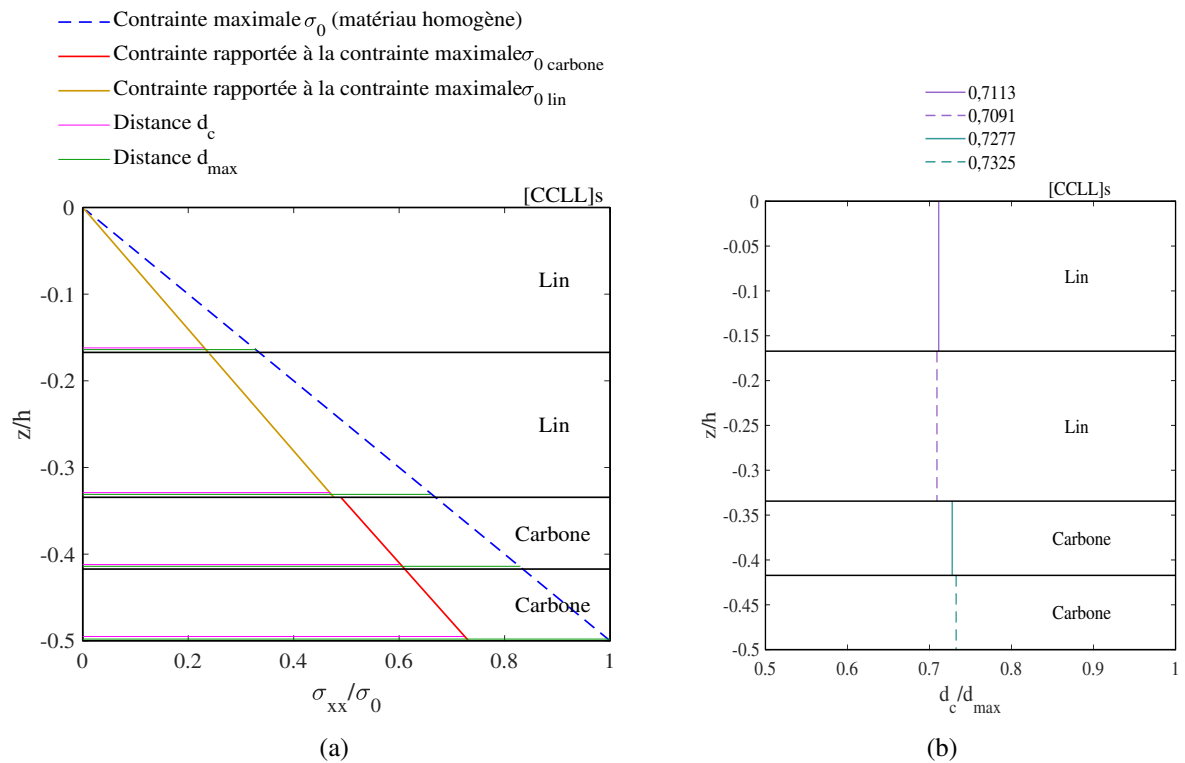 Contrainte maximale σ0 (matériau homogène)
Contrainte rapportée à la contrainte maximaleσ0 carbone
Contrainte rapportée à la contrainte maximaleσ0 lin
Distance dc
Distance dmax
[CCLL]s
0
-0.1
-0.2
-0.3
-0.4
-0.5
z/h
Lin
Lin
Carbone
Carbone
0
0.2
0.4
0.6
0.8
1
σxx/σ0
(a)
0,7113
0,7091
0,7277
0,7325
[CCLL]s
0
-0.05
-0.1
-0.15
-0.2
-0.25
-0.3
-0.35
-0.4
-0.45
-0.5
z/h
Lin
Lin
Carbone
Carbone
0.5
0.6
0.7
0.8
0.9
1
dc/dmax
(b)